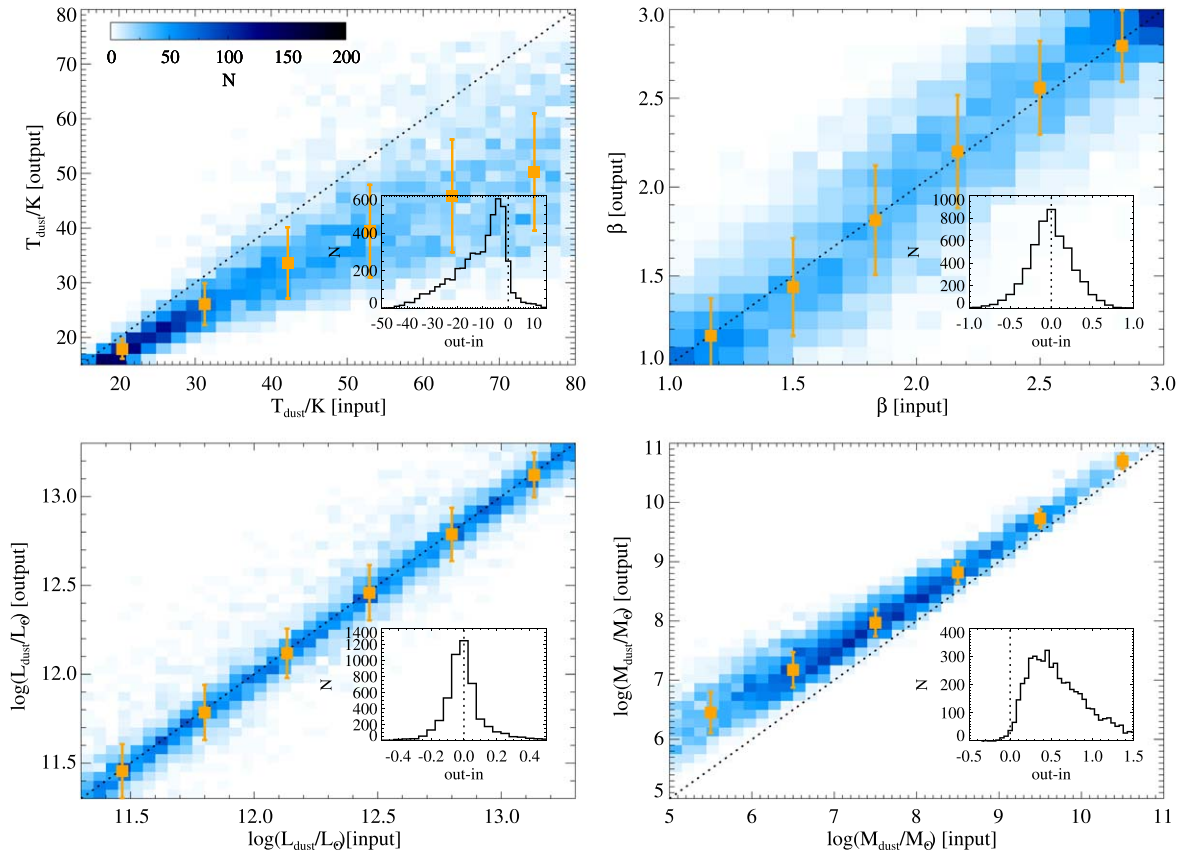 80
70
60
50
40
30
20
T_dust/K [output]
0 50 100 150 200
N
600
400
200
0
N
-50 -40 -30 -20 -10 0 10
out-in
20 30 40 50 60 70 80
T_dust/K [input]
3.0
2.5
2.0
1.5
1.0
β [output]
1000
800
600
400
200
0
N
-1.0 -0.5 0.0 0.5 1.0
out-in
1.0 1.5 2.0 2.5 3.0
β [input]
13.0
12.5
12.0
11.5
log(L_dust/L_⊙) [output]
1400
1200
1000
800
600
400
200
N
-0.4 -0.2 0.0 0.2 0.4
out-in
11.5 12.0 12.5 13.0
log(L_dust/L_⊙)[input]
11
10
9
8
7
6
5
log(M_dust/M_⊙) [output]
400
300
200
100
0
N
-0.5 0.0 0.5 1.0 1.5
out-in
5 6 7 8 9 10 11
log(M_dust/M_⊙) [input]